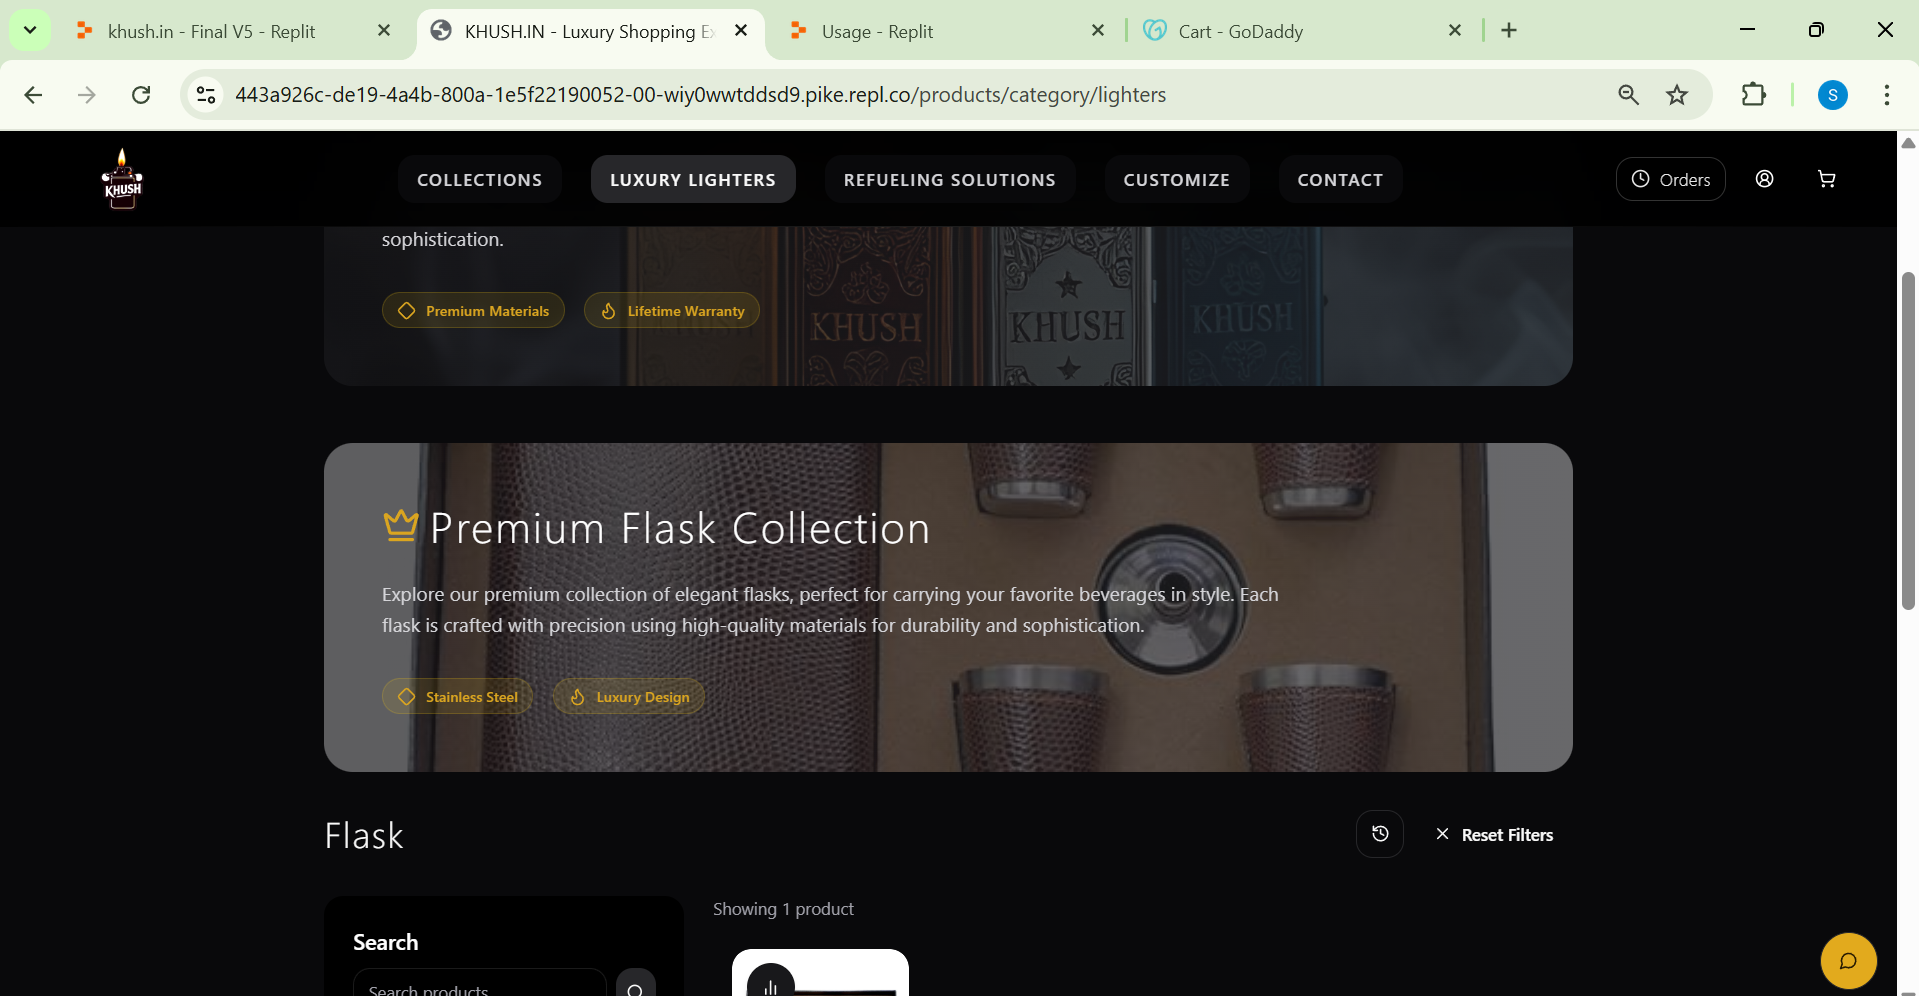 khush.in - Final V5 - Replit
KHUSH.IN - Luxury Shopping Ex
Usage - Replit
Cart - GoDaddy
443a926c-de19-4a4b-800a-1e5f22190052-00-wiy0wwtddsd9.pike.repl.co/products/category/lighters
S
KHUSH
COLLECTIONS
LUXURY LIGHTERS
REFUELING SOLUTIONS
CUSTOMIZE
CONTACT
Orders
sophistication.
Premium Materials
Lifetime Warranty
KHUSH
KHUSH
KHUSH
Premium Flask Collection
Explore our premium collection of elegant flasks, perfect for carrying your favorite beverages in style. Each
flask is crafted with precision using high-quality materials for durability and sophistication.
Stainless Steel
Luxury Design
Flask
Reset Filters
Showing 1 product
Search
Search products